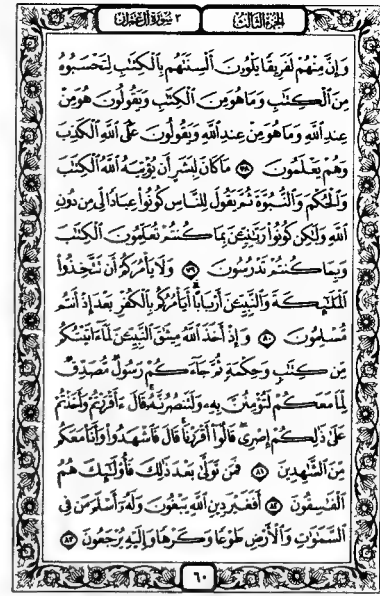 الجزء الثالث ٣ سورة آل عمران
وَإِنَّ مِنْهُمْ لَفَرِيقًا يَلْوُۥنَ أَلْسِنَتَهُم بِٱلْكِتَٰبِ لِتَحْسَبُوهُ
مِنَ ٱلْكِتَٰبِ وَمَا هُوَ مِنَ ٱلْكِتَٰبِ وَيَقُولُونَ هُوَ مِنْ
عِندِ ٱللَّهِ وَمَا هُوَ مِنْ عِندِ ٱللَّهِ وَيَقُولُونَ عَلَى ٱللَّهِ ٱلْكَذِبَ
وَهُمْ يَعْلَمُونَ ٧٨ مَا كَانَ لِبَشَرٍ أَن يُؤْتِيَهُ ٱللَّهُ ٱلْكِتَٰبَ
وَٱلْحُكْمَ وَٱلنُّبُوَّةَ ثُمَّ يَقُولَ لِلنَّاسِ كُونُوا۟ عِبَادًا لِّى مِن دُونِ
ٱللَّهِ وَلَٰكِن كُونُوا۟ رَبَّٰنِيِّۦنَ بِمَا كُنتُمْ تُعَلِّمُونَ ٱلْكِتَٰبَ
وَبِمَا كُنتُمْ تَدْرُسُونَ ٧٩ وَلَا يَأْمُرَكُمْ أَن تَتَّخِذُوا۟
ٱلْمَلَٰٓئِكَةَ وَٱلنَّبِيِّۦنَ أَرْبَابًا أَيَأْمُرُكُم بِٱلْكُفْرِ بَعْدَ إِذْ أَنتُم
مُّسْلِمُونَ ٨٠ وَإِذْ أَخَذَ ٱللَّهُ مِيثَٰقَ ٱلنَّبِيِّۦنَ لَمَآ ءَاتَيْتُكُم
مِّن كِتَٰبٍ وَحِكْمَةٍ ثُمَّ جَآءَكُمْ رَسُولٌ مُّصَدِّقٌ
لِّمَا مَعَكُمْ لَتُؤْمِنُنَّ بِهِۦ وَلَتَنصُرُنَّهُۥ قَالَ ءَأَقْرَرْتُمْ وَأَخَذْتُمْ
عَلَىٰ ذَٰلِكُمْ إِصْرِى قَالُوٓا۟ أَقْرَرْنَا قَالَ فَٱشْهَدُوا۟ وَأَنَا۠ مَعَكُم
مِّنَ ٱلشَّٰهِدِينَ ٨١ فَمَن تَوَلَّىٰ بَعْدَ ذَٰلِكَ فَأُو۟لَٰٓئِكَ هُمُ
ٱلْفَٰسِقُونَ ٨٢ أَفَغَيْرَ دِينِ ٱللَّهِ يَبْغُونَ وَلَهُۥٓ أَسْلَمَ مَن فِى
ٱلسَّمَٰوَٰتِ وَٱلْأَرْضِ طَوْعًا وَكَرْهًا وَإِلَيْهِ يُرْجَعُونَ ٨٣
٦٠